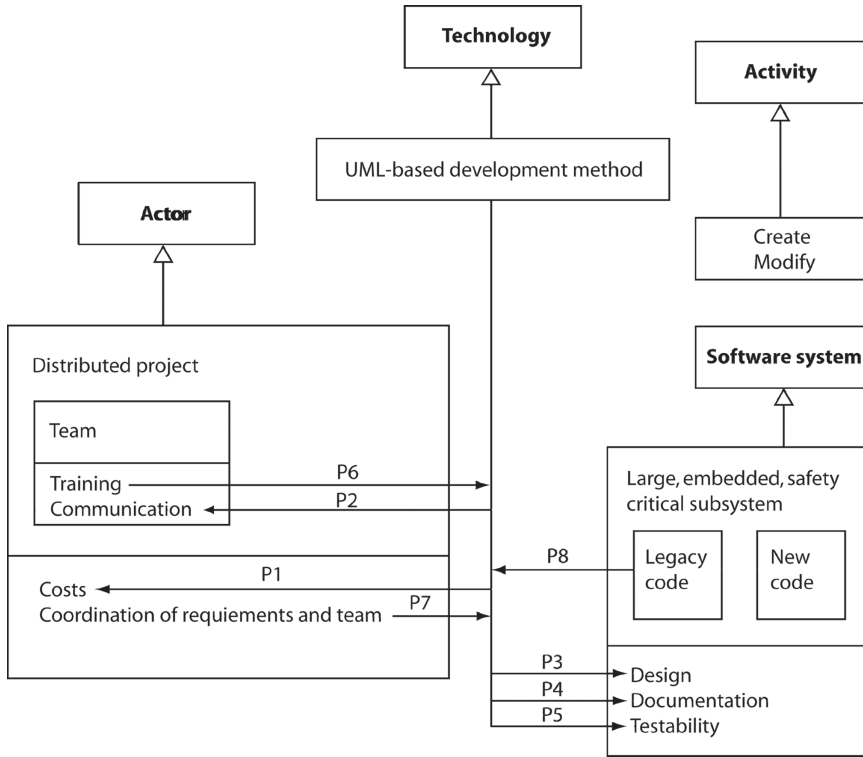 Technology
Activity
UML-based development method
Actor
Create
Modify
Distributed project
Software system
Team
Training
Communication
P6
P2
Large, embedded, safety
critical subsystem
P8
Legacy
code
New
code
P1
Costs
Coordination of requiements and team
P7
P3
Design
P4
Documentation
P5
Testability